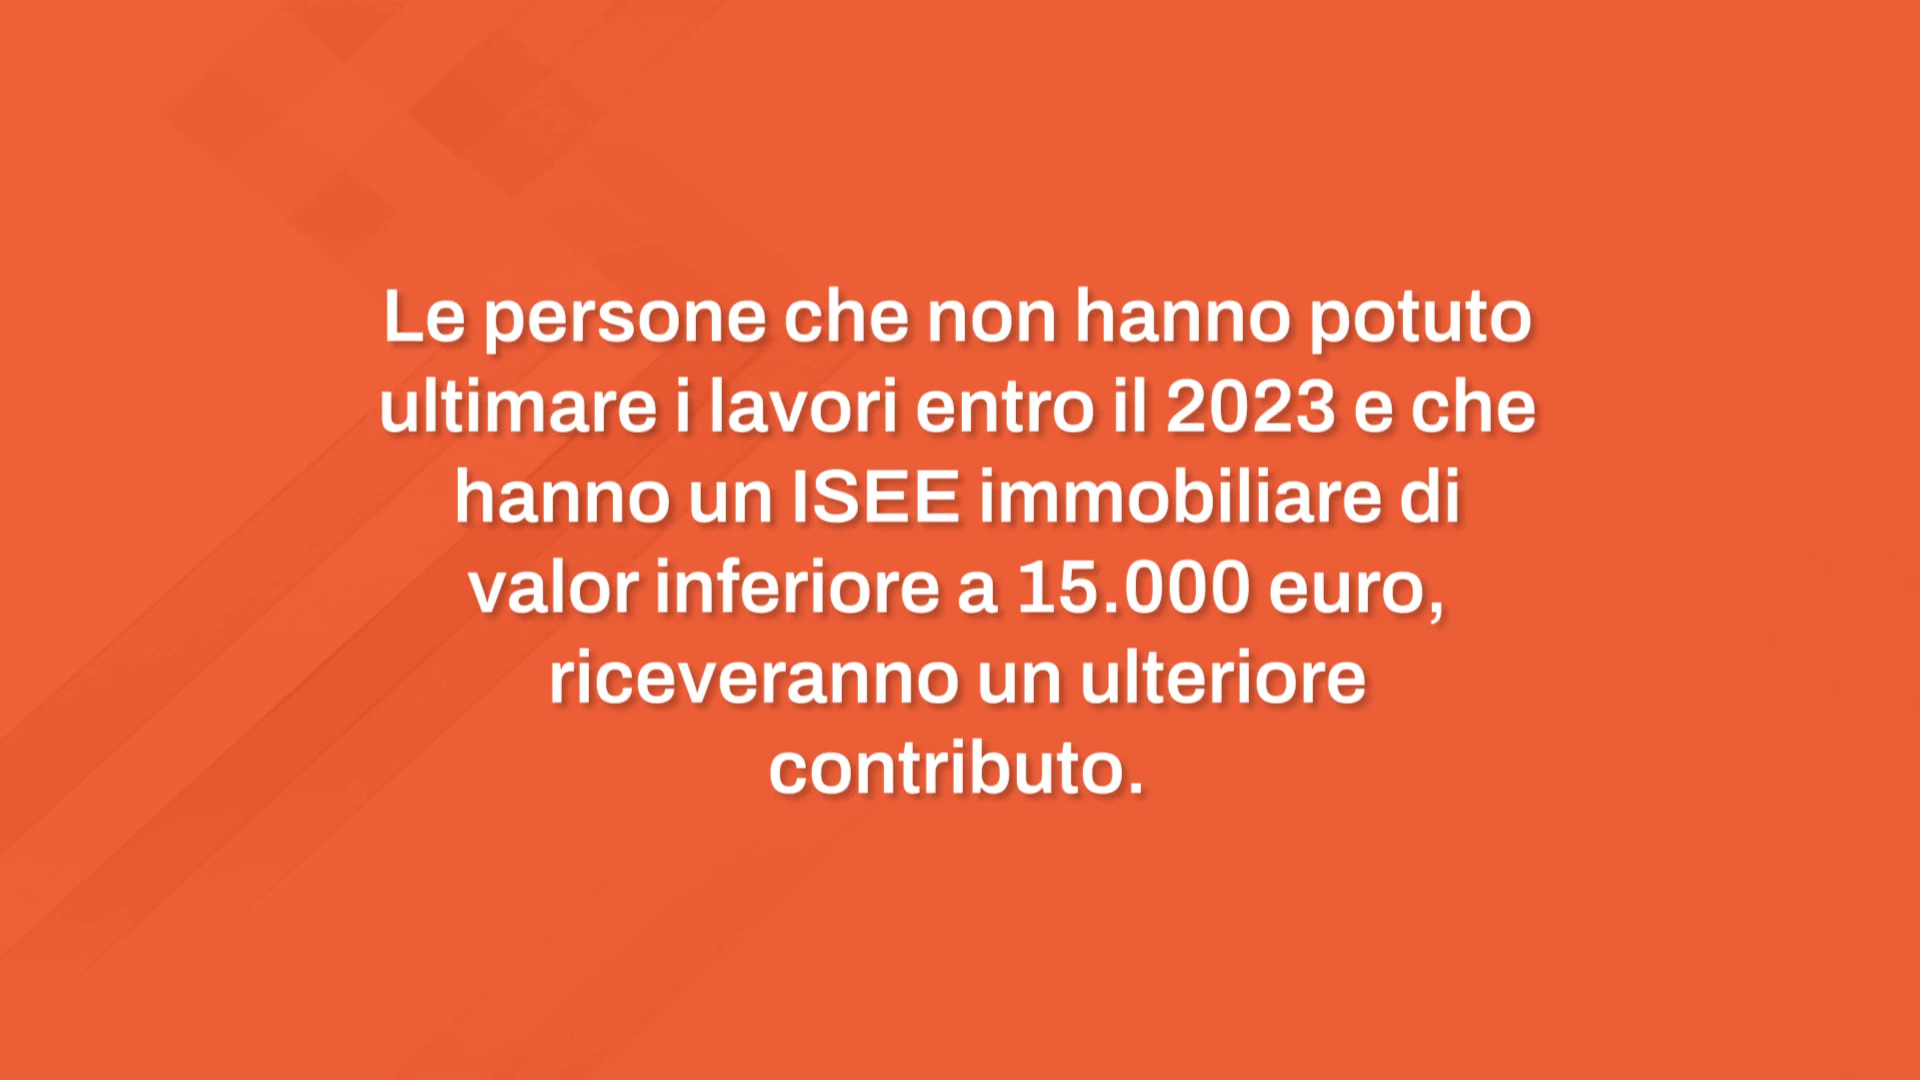 Le persone che non hanno potuto
ultimare i lavori entro il 2023 e che
hanno un ISEE immobiliare di
valor inferiore a 15.000 euro,
riceveranno un ulteriore
contributo.